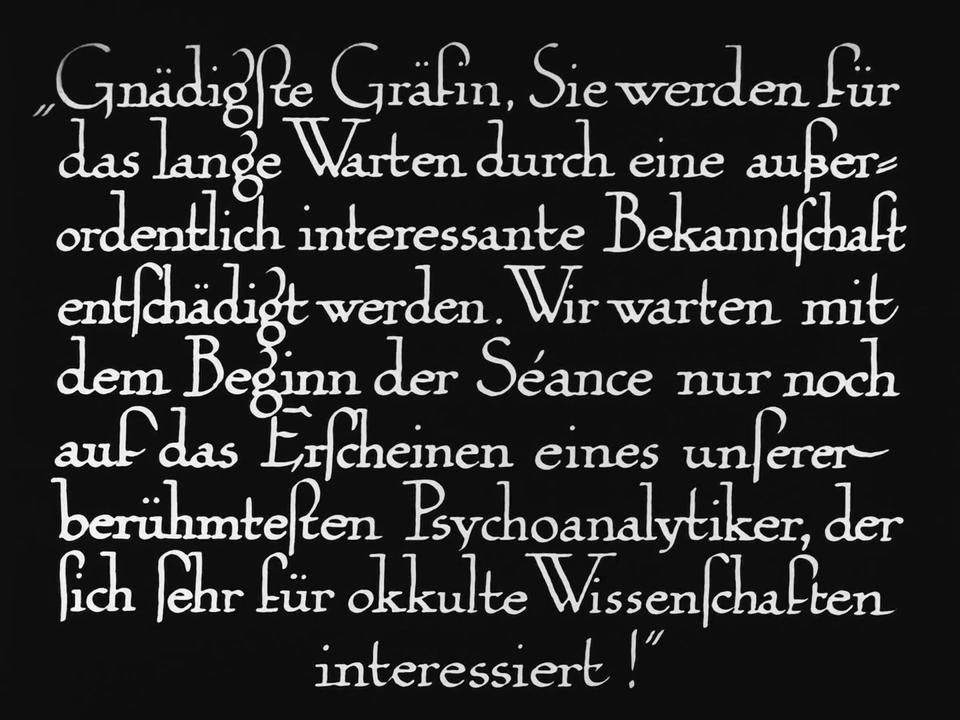 „Gnädigſte Gräfin, Sie werden für
das lange Warten durch eine außer⸗
ordentlich interessante Bekanntſchaft
entſchädigt werden. Wir warten mit
dem Beginn der Séance nur noch
auf das Erſcheinen eines unſerer
berühmteſten Psychoanalytiker, der
ſich ſehr für okkulte Wissenſchaften
interessiert!“